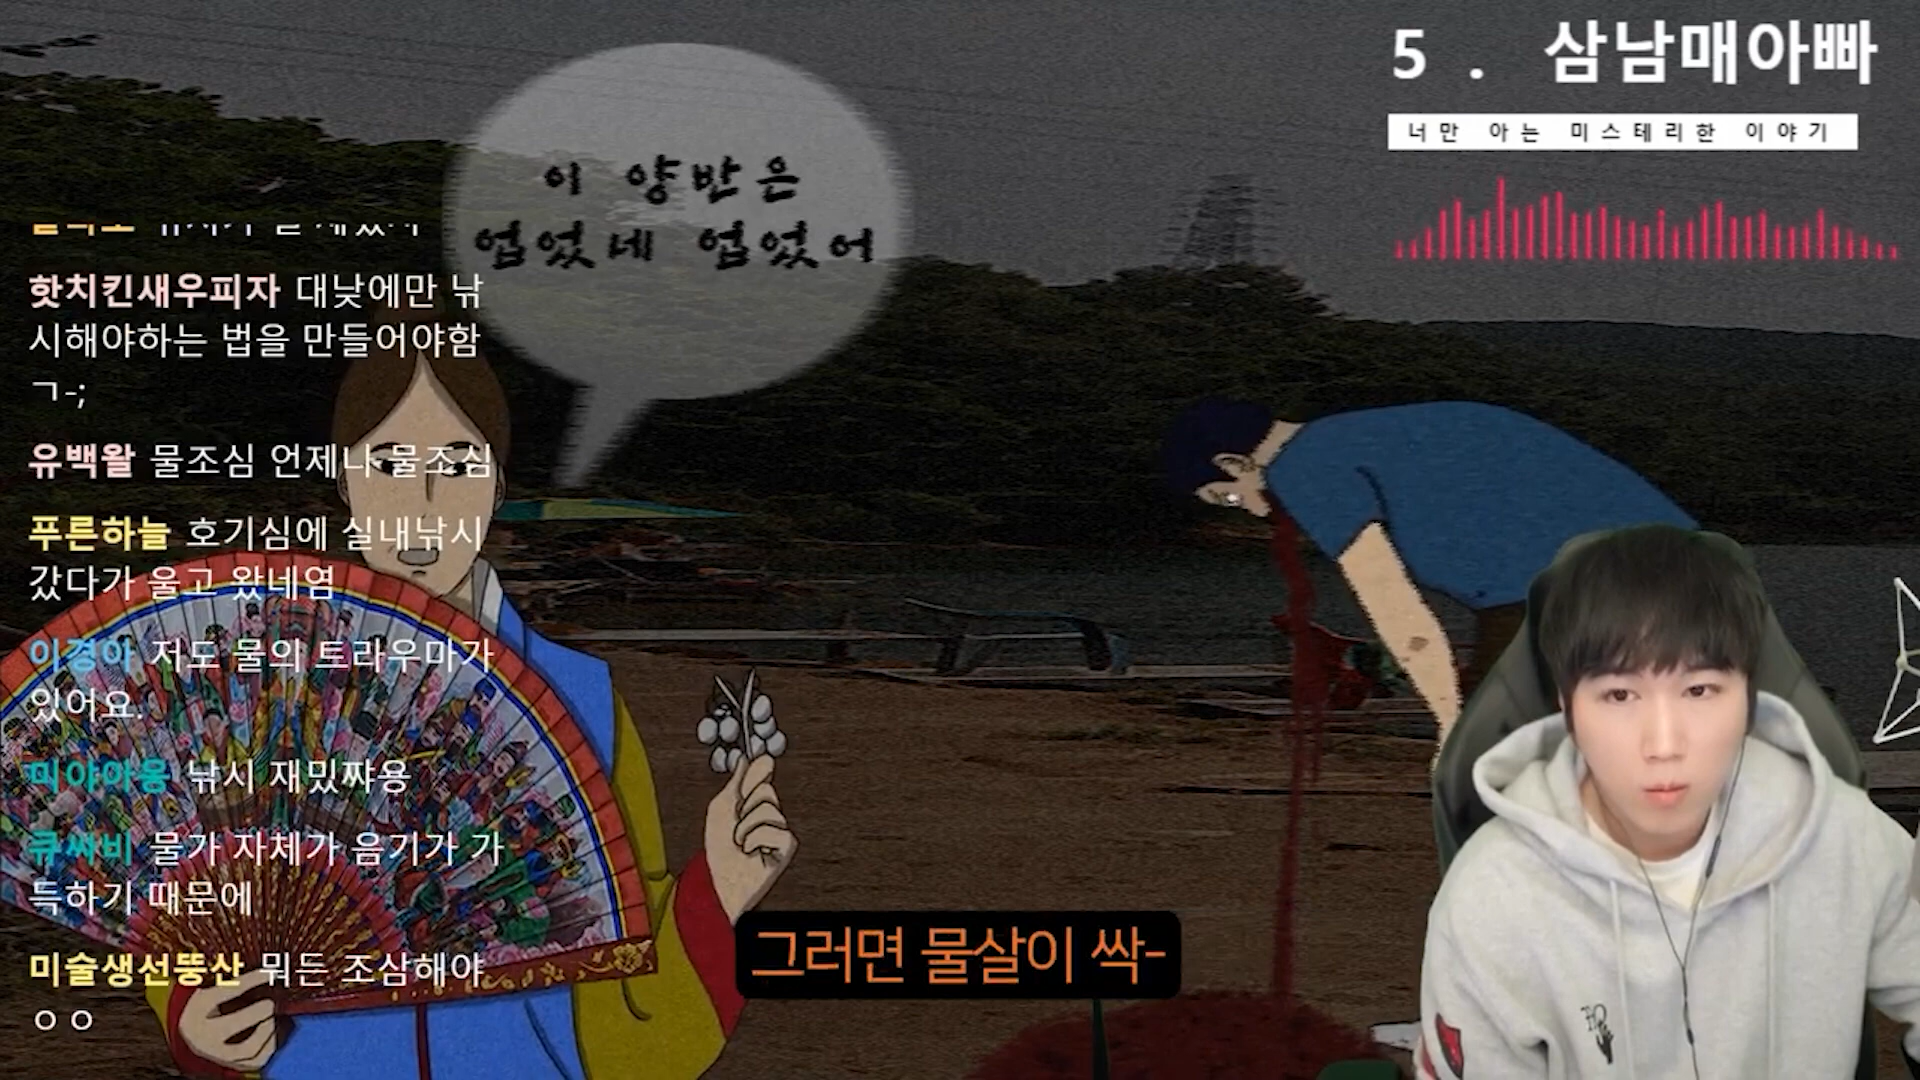 5 . 삼남매아빠
너만 아는 미스테리한 이야기
이 양반은
업었네 업었어
핫치킨새우피자 대낮에만 낚
시해야하는 법을 만들어야함
ㄱ-;
유백왈 물조심 언제나 물조심
푸른하늘 호기심에 실내낚시
갔다가 울고 왔네염
이경아 저도 물의 트라우마가
있어요.
미야아옹 낚시 재밌쨔용
큐싸비 물가 자체가 음기가 가
득하기 때문에
미술생선뚱산 뭐든 조삼해야
ㅇㅇ
그러면 물살이 싹-